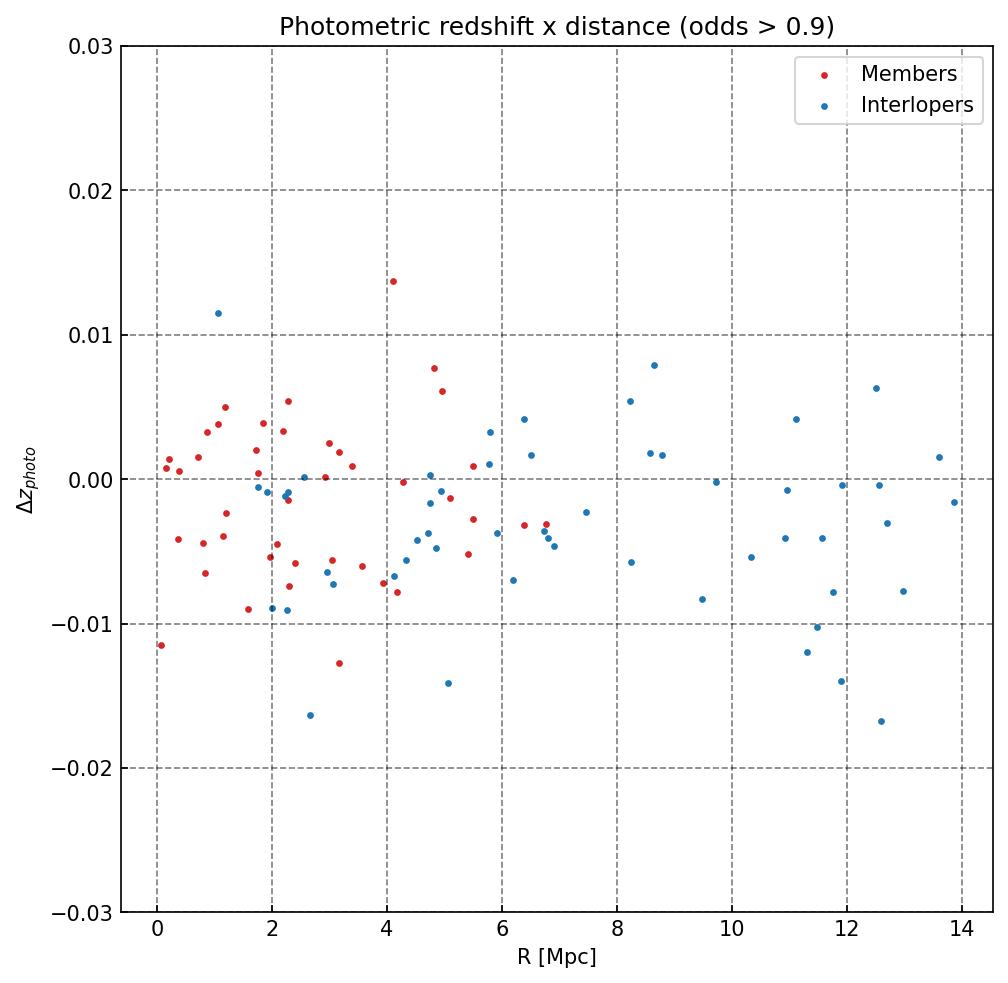 Photometric redshift x distance (odds > 0.9)
Members
Interlopers
0.03
0.02
0.01
0.00
−0.01
−0.02
−0.03
Δz_photo
0 2 4 6 8 10 12 14
R [Mpc]